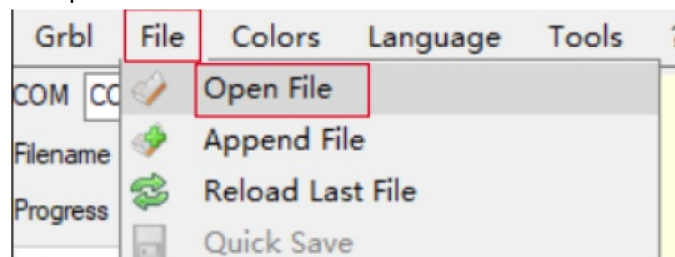 Grbl File Colors Language Tools
COM
Open File
Append File
Filename
Reload Last File
Progress
Quick Save